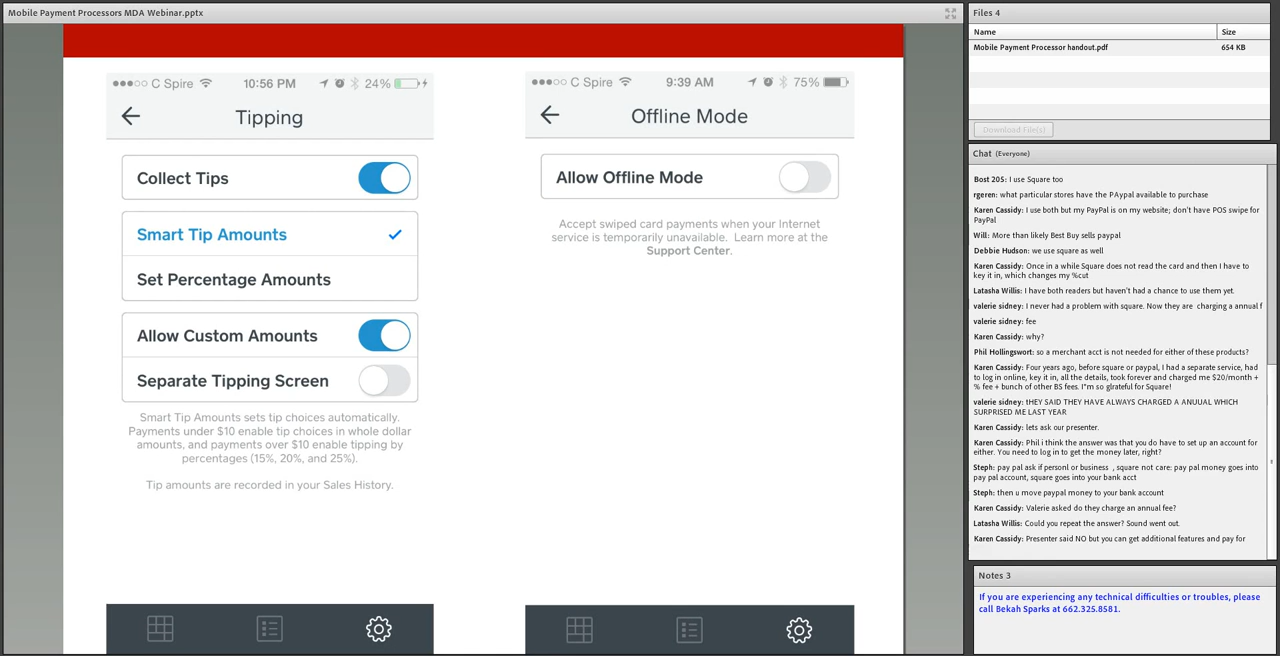 Mobile Payment Processors MDA Webinar.pptx
C Spire
10:56 PM
24%
Tipping
Collect Tips
Smart Tip Amounts
Set Percentage Amounts
Allow Custom Amounts
Separate Tipping Screen
Smart Tip Amounts sets tip choices automatically.
Payments under $10 enable tip choices in whole dollar
amounts, and payments over $10 enable tipping by
percentages (15%, 20%, and 25%).
Tip amounts are recorded in your Sales History.
C Spire
9:39 AM
75%
Offline Mode
Allow Offline Mode
Accept swiped card payments when your Internet
service is temporarily unavailable. Learn more at the
Support Center.
Files 4
Name
Size
Mobile Payment Processor handout.pdf
654 KB
Download File(s)
Chat (Everyone)
Bost 205: I use Square too
rgeren: what particular stores have the PAypal available to purchase
Karen Cassidy: I use both but my PayPal is on my website; don't have POS swipe for
PayPal
Will: More than likely Best Buy sells paypal
Debbie Hudson: we use square as well
Karen Cassidy: Once in a while Square does not read the card and then I have to
key it in, which changes my %cut
Latasha Willis: I have both readers but haven't had a chance to use them yet.
valerie sidney: I never had a problem with square. Now they are charging a annual f
valerie sidney: fee
Karen Cassidy: why?
Phil Hollingswort: so a merchant acct is not needed for either of these products?
Karen Cassidy: Four years ago, before square or paypal, I had a separate service, had
to log in online, key it in, all the details, took forever and charged me $20/month +
% fee + bunch of other BS fees. I"m so glrateful for Square!
valerie sidney: tHEY SAID THEY HAVE ALWAYS CHARGED A ANUUAL WHICH
SURPRISED ME LAST YEAR
Karen Cassidy: lets ask our presenter.
Karen Cassidy: Phil i think the answer was that you do have to set up an account for
either. You need to log in to get the money later, right?
Steph: pay pal ask if personl or business , square not care: pay pal money goes into
pay pal account, square goes into your bank acct
Steph: then u move paypal money to your bank account
Karen Cassidy: Valerie asked do they charge an annual fee?
Latasha Willis: Could you repeat the answer? Sound went out.
Karen Cassidy: Presenter said NO but you can get additional features and pay for
Notes 3
If you are experiencing any technical difficulties or troubles, please
call Bekah Sparks at 662.325.8581.